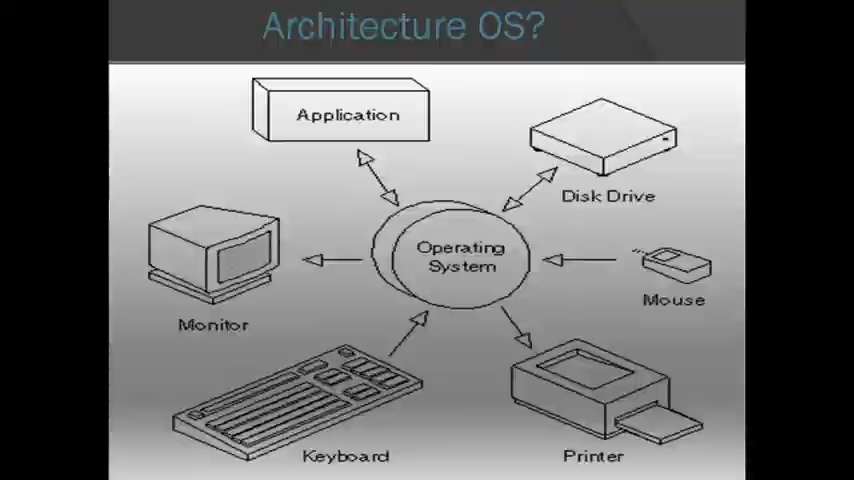 Architecture OS?
Application
Disk Drive
Operating
System
Mouse
Monitor
Keyboard
Printer